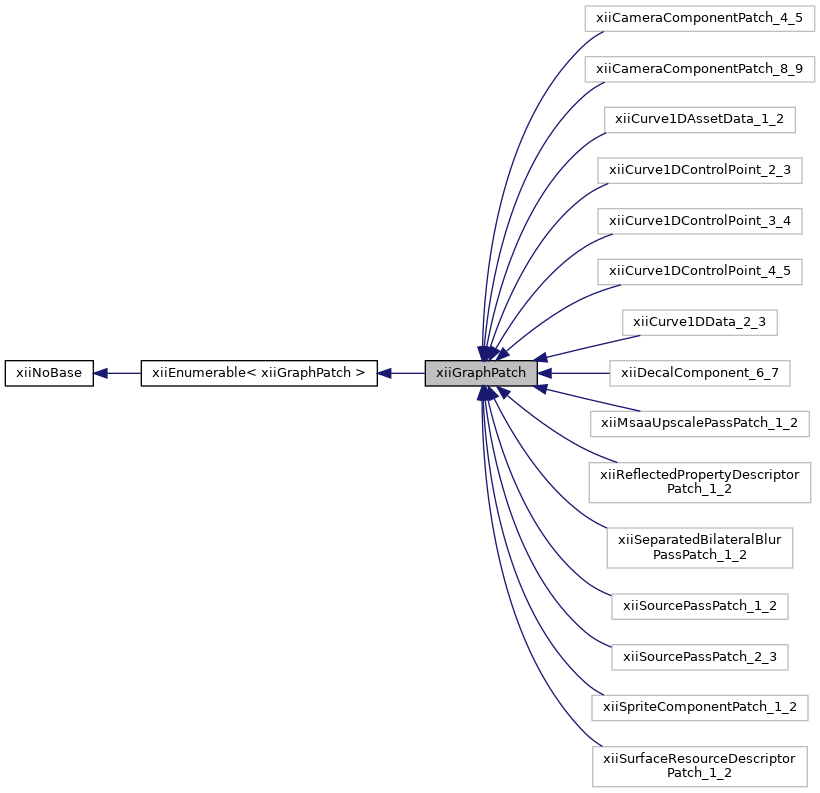 xiiCameraComponentPatch_4_5
xiiCameraComponentPatch_8_9
xiiCurve1DAssetData_1_2
xiiCurve1DControlPoint_2_3
xiiCurve1DControlPoint_3_4
xiiCurve1DControlPoint_4_5
xiiCurve1DData_2_3
xiiNoBase
xiiEnumerable< xiiGraphPatch >
xiiGraphPatch
xiiDecalComponent_6_7
xiiMsaaUpscalePassPatch_1_2
xiiReflectedPropertyDescriptor
Patch_1_2
xiiSeparatedBilateralBlur
PassPatch_1_2
xiiSourcePassPatch_1_2
xiiSourcePassPatch_2_3
xiiSpriteComponentPatch_1_2
xiiSurfaceResourceDescriptor
Patch_1_2